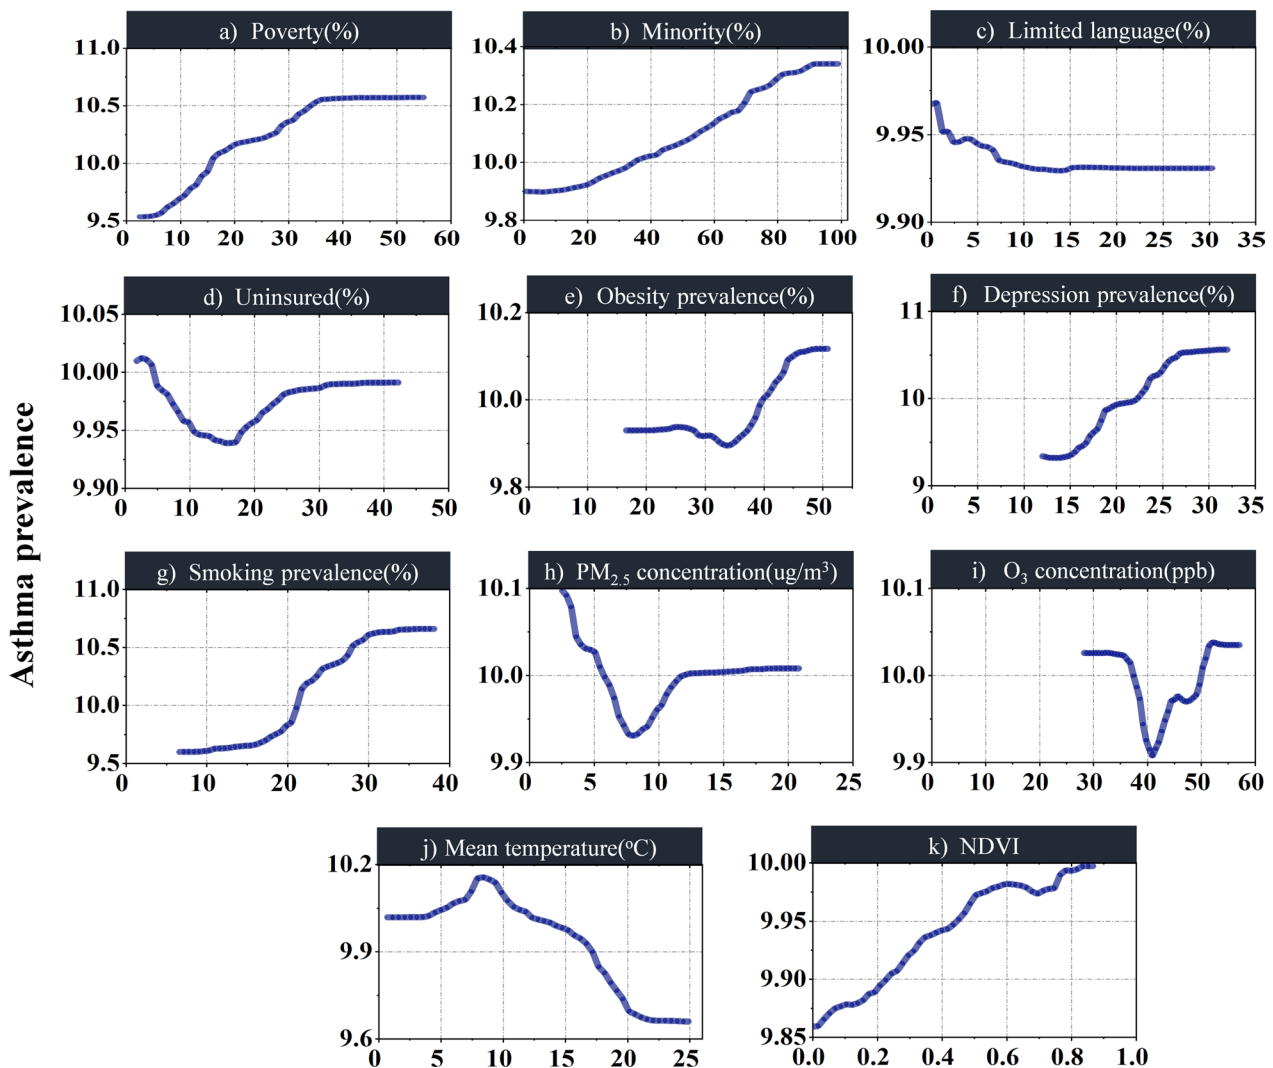 a) Poverty(%)
11.0
10.5
10.0
9.5
0 10 20 30 40 50 60
b) Minority(%)
10.4
10.2
10.0
9.8
0 20 40 60 80 100
c) Limited language(%)
10.00
9.95
9.90
0 5 10 15 20 25 30 35
Asthma prevalence
d) Uninsured(%)
10.05
10.00
9.95
9.90
0 10 20 30 40 50
e) Obesity prevalence(%)
10.2
10.0
9.8
0 10 20 30 40 50
f) Depression prevalence(%)
11
10
9
0 5 10 15 20 25 30 35
g) Smoking prevalence(%)
11.0
10.5
10.0
9.5
0 10 20 30 40
h) PM2.5 concentration(ug/m³)
10.1
10.0
9.9
0 5 10 15 20 25
i) O3 concentration(ppb)
10.1
10.0
9.9
0 10 20 30 40 50 60
j) Mean temperature(°C)
10.2
9.9
9.6
0 5 10 15 20 25
k) NDVI
10.00
9.95
9.90
9.85
0.0 0.2 0.4 0.6 0.8 1.0